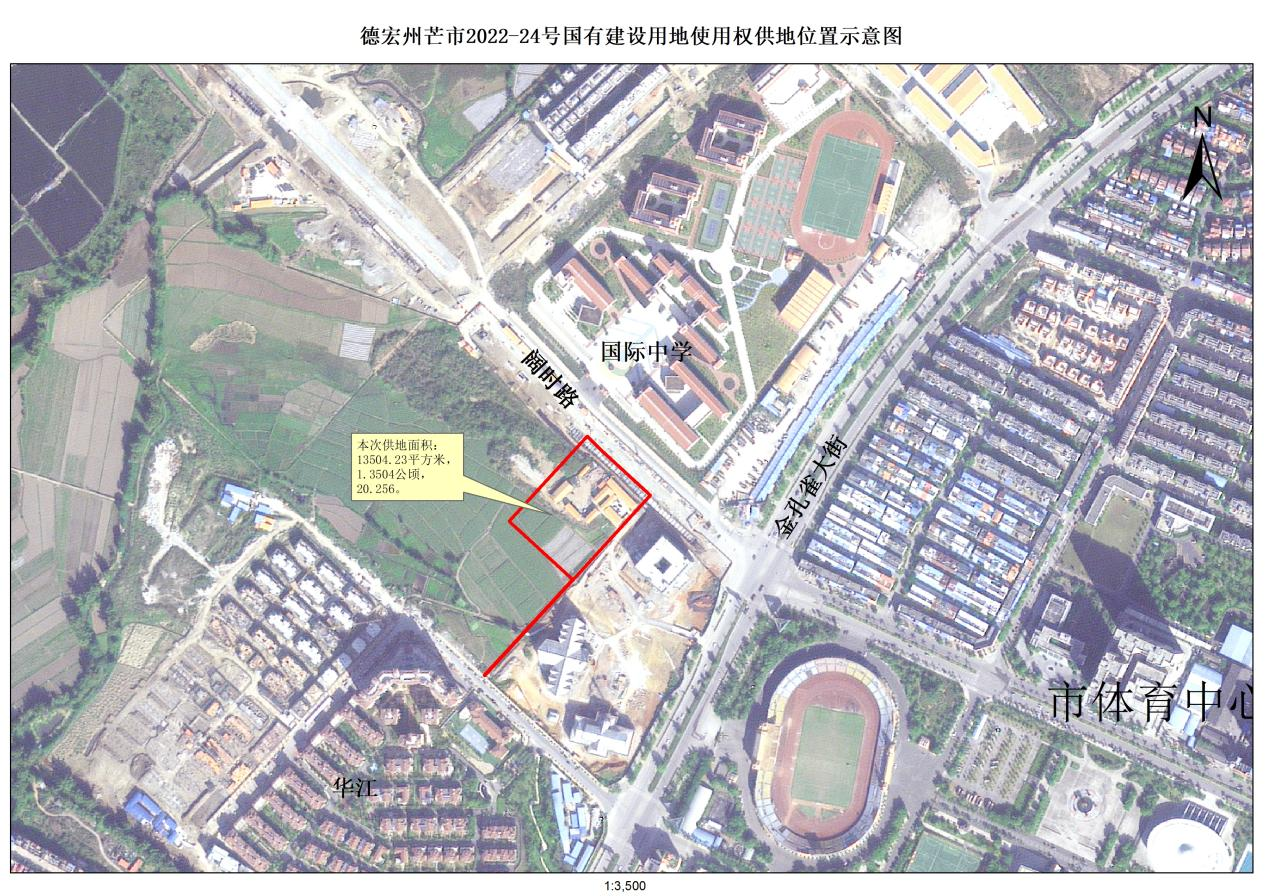 德宏州芒市2022-24号国有建设用地使用权供地位置示意图
N
国际中学
阔时路
本次供地面积:
13504.23平方米，
1.3504公顷，
20.256。
金孔雀大街
市体育中心
华江
1:3,500